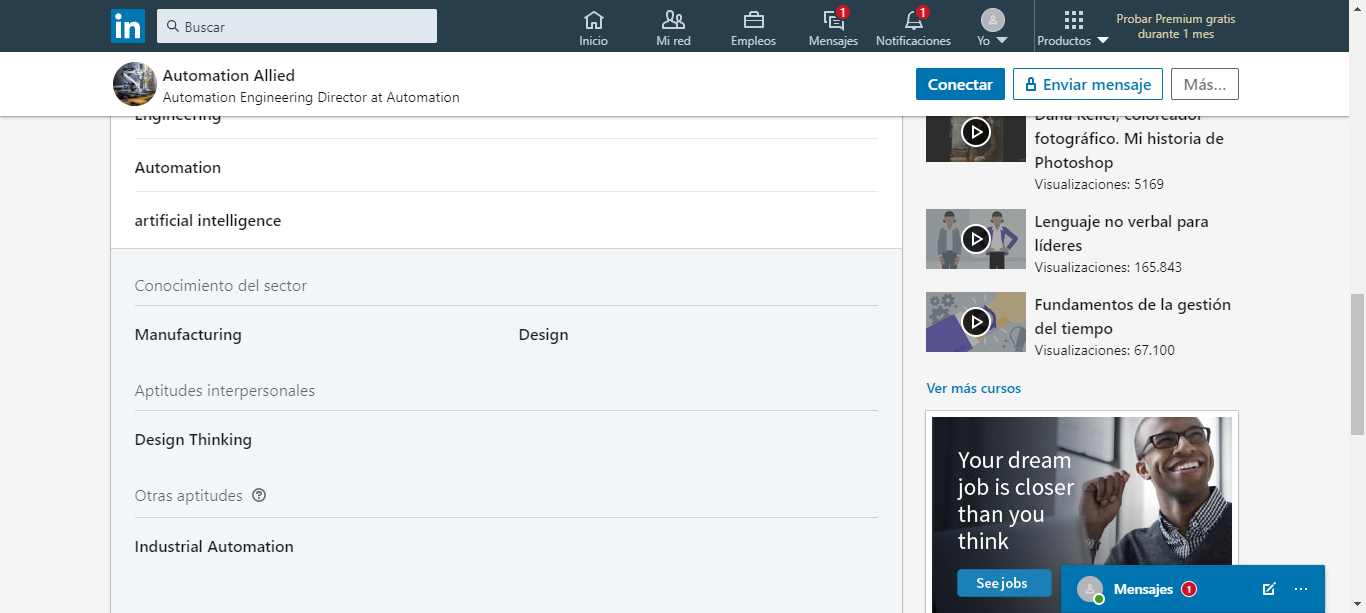 in
Buscar
Inicio
Mi red
Empleos
1
Mensajes
1
Notificaciones
Yo
Productos
Probar Premium gratis
durante 1 mes
Automation Allied
Automation Engineering Director at Automation
Conectar
Enviar mensaje
Más...
Engineering
Automation
artificial intelligence
Conocimiento del sector
Manufacturing
Design
Aptitudes interpersonales
Design Thinking
Otras aptitudes ?
Industrial Automation
Dana Keller, coloreador
fotográfico. Mi historia de
Photoshop
Visualizaciones: 5169
Lenguaje no verbal para
líderes
Visualizaciones: 165.843
Fundamentos de la gestión
del tiempo
Visualizaciones: 67.100
Ver más cursos
Your dream
job is closer
than you
think
See jobs
Mensajes 1 ...